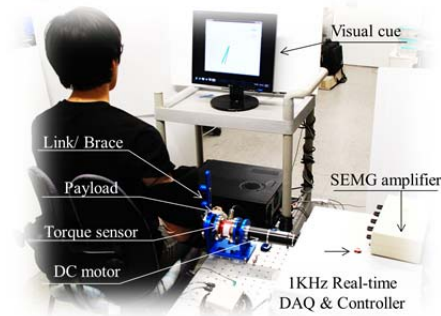 Visual cue
Link/ Brace
Payload
Torque sensor
DC motor
SEMG amplifier
1KHz Real-time
DAQ & Controller